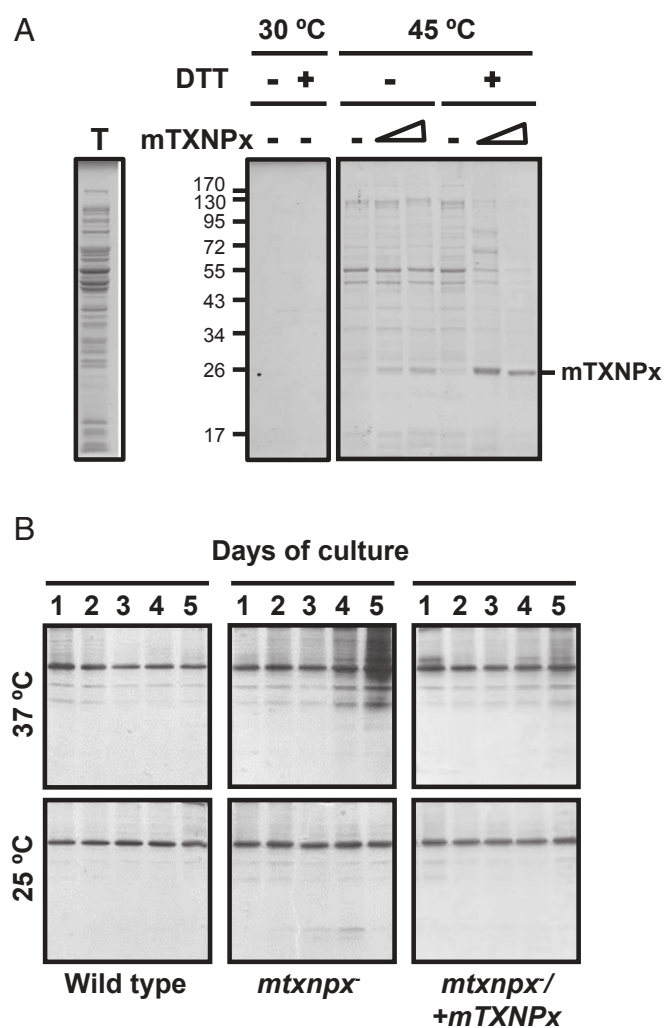 A
30 ºC 45 ºC
DTT - + - +
T mTXNPx - - - -
170
130
95
72
55
43
34
26 mTXNPx
17
B
Days of culture
1 2 3 4 5 1 2 3 4 5 1 2 3 4 5
37 ºC
25 ºC
Wild type mtxnpx- mtxnpx-/
+mTXNPx